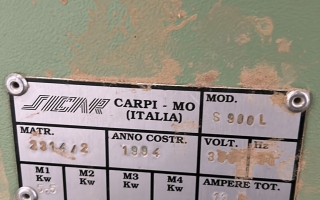 SICAR CARPI - MO
(ITALIA)
MOD.
S 900 L
MATR.
2314/2
ANNO COSTR.
1994
VOLT. Hz
M1 Kw
M2 Kw
M3 Kw
M4 Kw
AMPERE TOT.